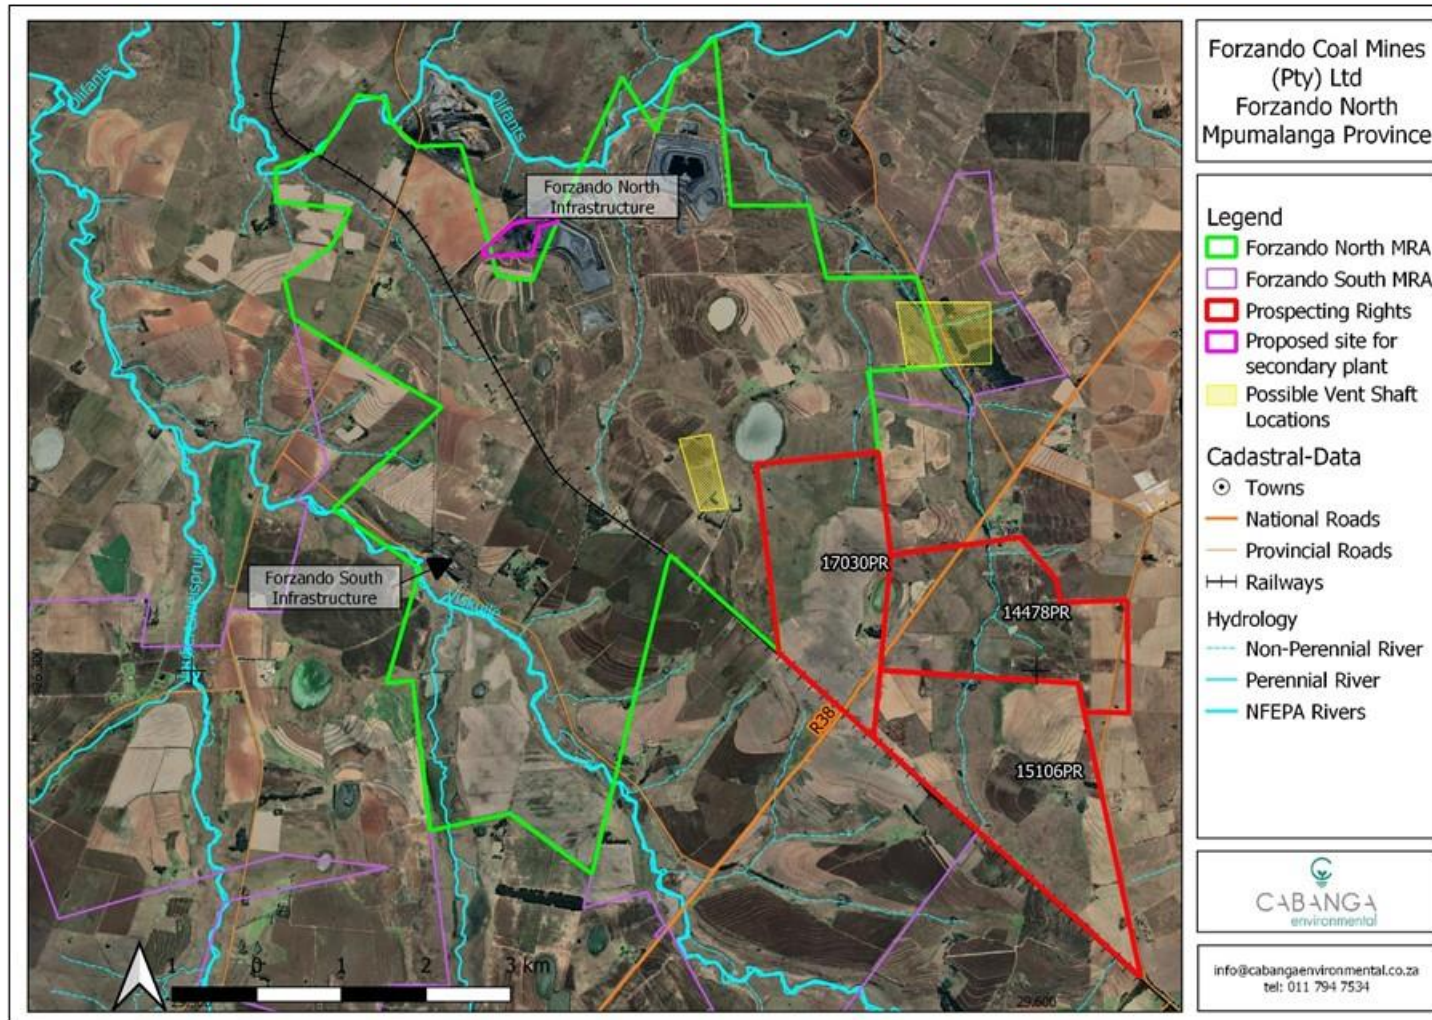 Forzando Coal Mines
(Pty) Ltd
Forzando North
Mpumalanga Province
Legend
Forzando North MRA
Forzando South MRA
Prospecting Rights
Proposed site for
secondary plant
Possible Vent Shaft
Locations
Cadastral-Data
Towns
National Roads
Provincial Roads
Railways
Hydrology
Non-Perennial River
Perennial River
NFEPA Rivers
CABANGA
environmental
info@cabangaenvironmental.co.za
tel: 011 794 7534
Olifants
Olifants
Forzando North
Infrastructure
17030PR
14478PR
Forzando South
Infrastructure
R38
15106PR
1 0 1 2 3 km
29.600